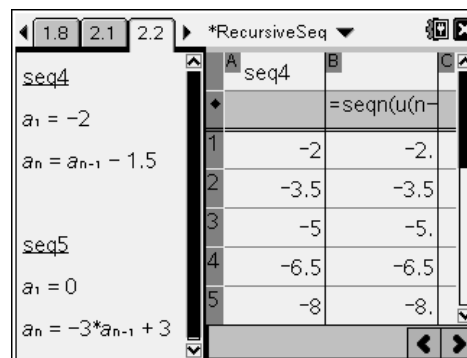 1.8 2.1 2.2 *RecursiveSeq
seq4
a₁ = -2
aₙ = aₙ₋₁ - 1.5
seq5
a₁ = 0
aₙ = -3*aₙ₋₁ + 3
A seq4 B C
=seqn(u(n-
1 -2 -2.
2 -3.5 -3.5
3 -5 -5.
4 -6.5 -6.5
5 -8 -8.